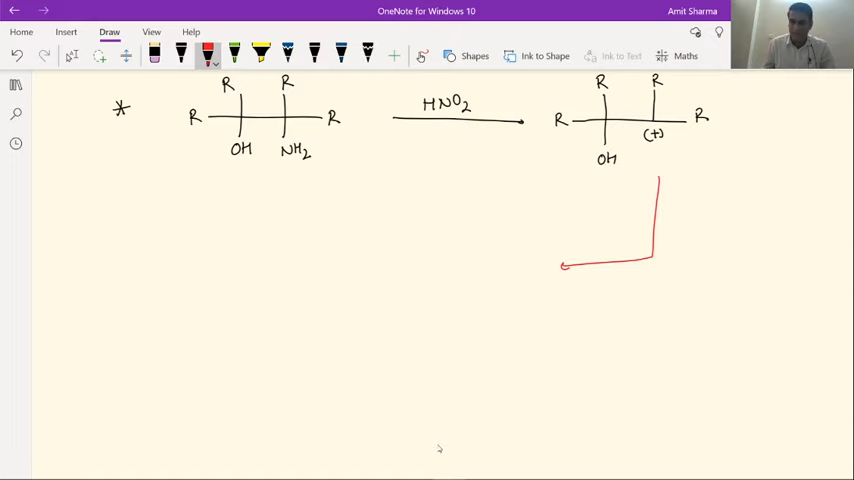 OneNote for Windows 10
Amit Sharma
Home Insert Draw View Help
Shapes Ink to Shape Ink to Text Maths
R R HNO2 R R
* R R R R
OH NH2 (+)
OH